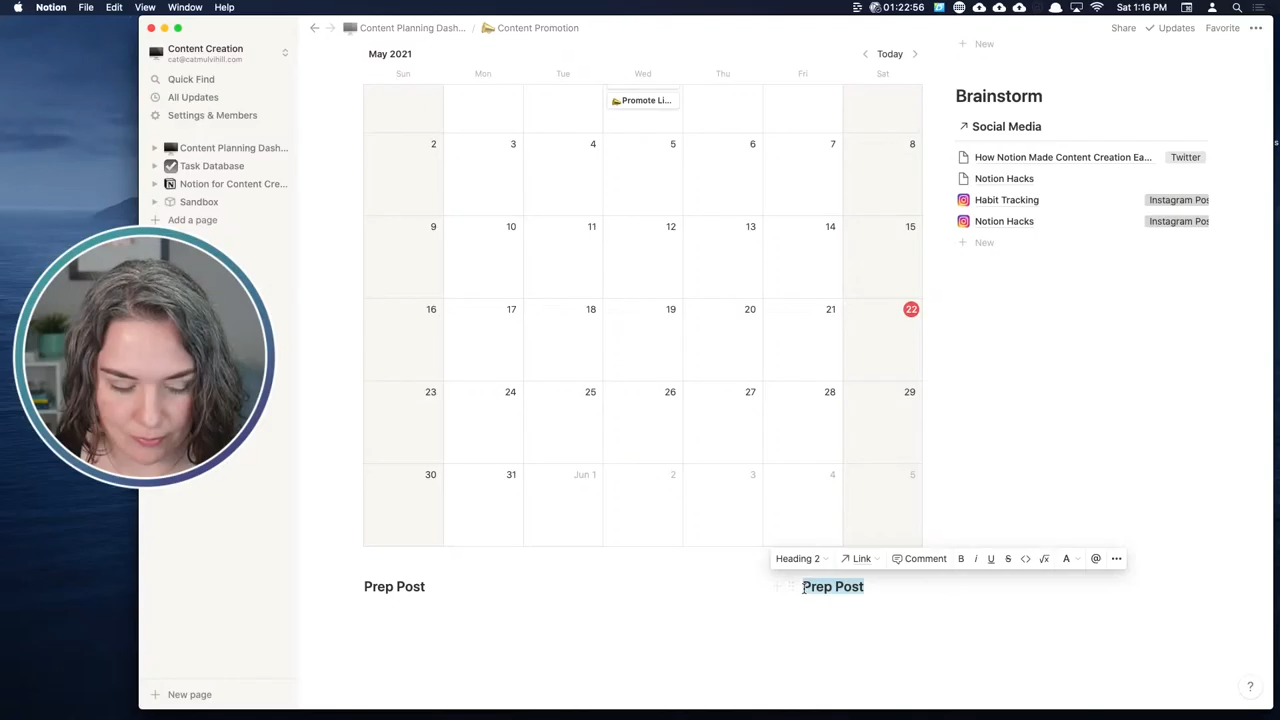 Notion File Edit View Window Help
01:22:56 Sat 1:16 PM
Content Creation
cat@catmulvihill.com
Quick Find
All Updates
Settings & Members
Content Planning Dash...
Task Database
Notion for Content Cre...
Sandbox
Add a page
New page
Content Planning Dash... / Content Promotion
Share Updates Favorite
May 2021
Today
Sun Mon Tue Wed Thu Fri Sat
Promote Li...
2 3 4 5 6 7 8
9 10 11 12 13 14 15
16 17 18 19 20 21 22
23 24 25 26 27 28 29
30 31 Jun 1 2 3 4 5
New
Brainstorm
Social Media
How Notion Made Content Creation Ea... Twitter
Notion Hacks
Habit Tracking Instagram Pos
Notion Hacks Instagram Pos
New
Heading 2 Link Comment B i U S <> √x A @ •••
Prep Post Prep Post
?